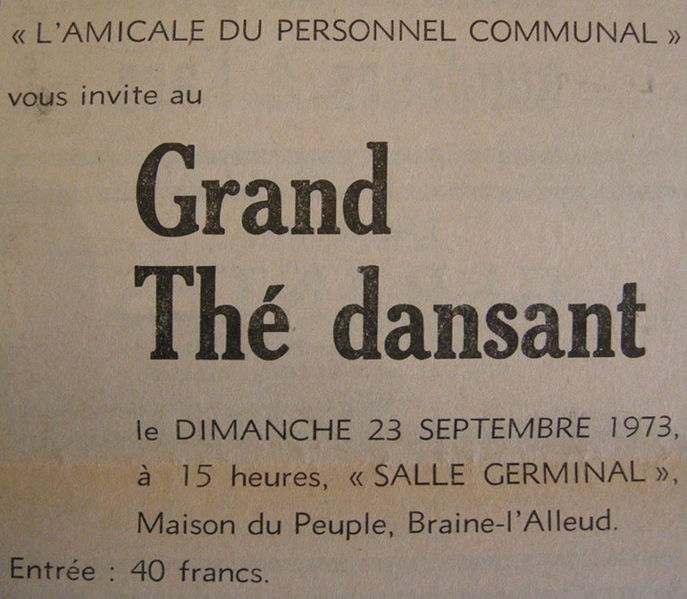 « L'AMICALE DU PERSONNEL COMMUNAL »
vous invite au
Grand
Thé dansant
le DIMANCHE 23 SEPTEMBRE 1973,
à 15 heures, « SALLE GERMINAL »,
Maison du Peuple, Braine-l'Alleud.
Entrée : 40 francs.